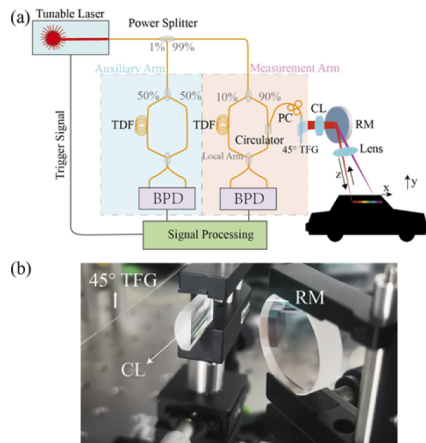 (a)
Tunable Laser
Power Splitter
1% 99%
Auxiliary Arm
Measurement Arm
50% 50%
10% 90%
PC
CL
RM
TDF
TDF
Circulator
45° TFG
Lens
Local Arm
Trigger Signal
z
x
y
BPD
BPD
Signal Processing
(b)
45° TFG
RM
CL